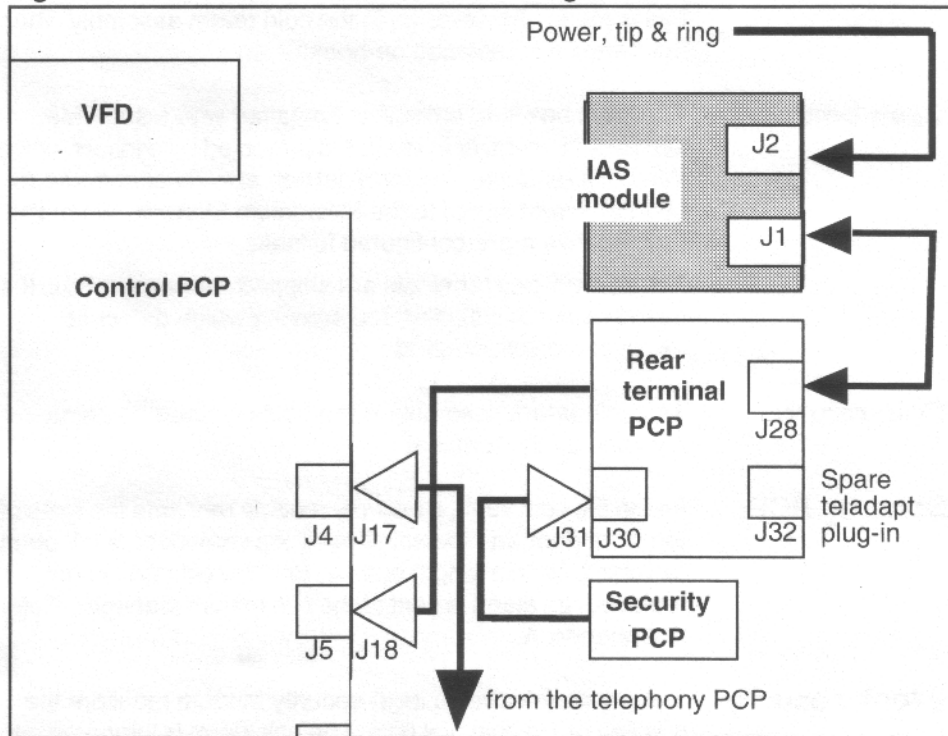 Power, tip & ring
VFD
J2
IAS
module
J1
Control PCP
Rear
terminal
PCP
J28
Spare
teladapt
plug-in
J4
J17
J31
J30
J32
Security
PCP
J5
J18
from the telephony PCP